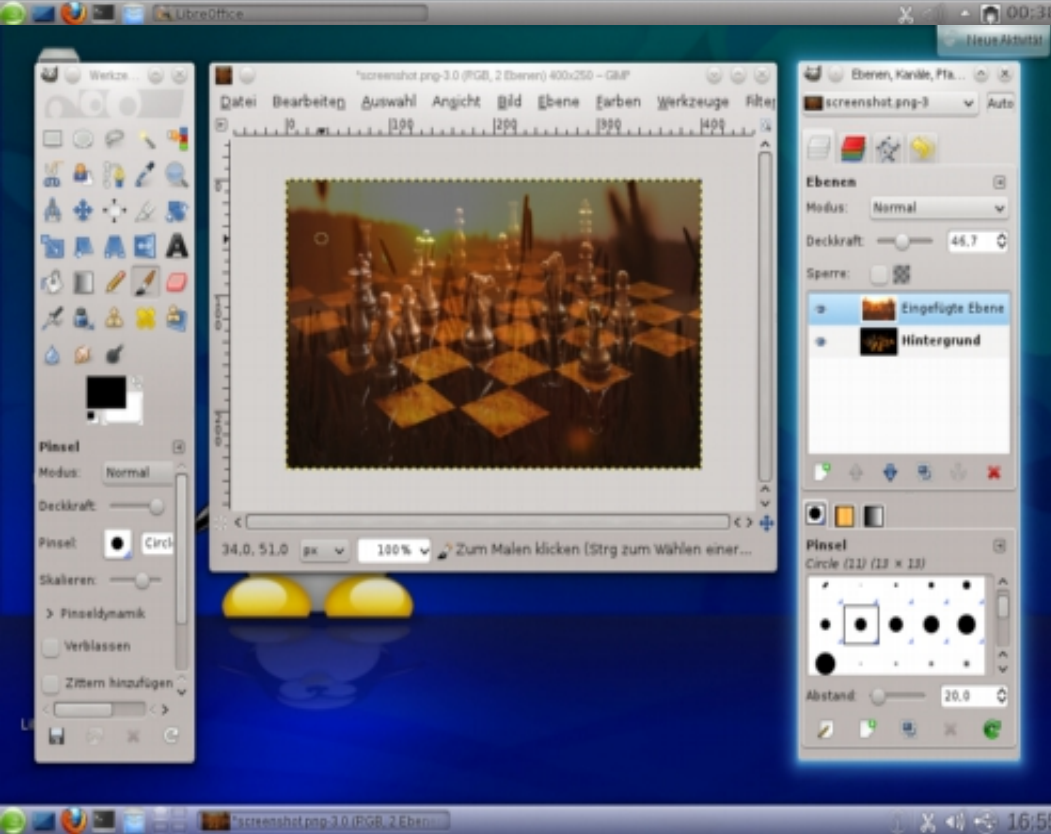 LibreOffice
00:38
Neue Aktivität
Werkze...
*screenshot.png-3.0 (RGB, 2 Ebenen) 400x250 – GIMP
Datei Bearbeiten Auswahl Ansicht Bild Ebene Farben Werkzeuge Filter
0 100 200 300 400
Ebenen, Kanäle, Pfa...
screenshot.png-3
Auto
Ebenen
Modus: Normal
Deckkraft: 46,7
Sperre:
Eingefügte Ebene
Hintergrund
Pinsel
Modus: Normal
Deckkraft:
Pinsel: Circl
Skalieren:
Pinseldynamik
Verblassen
Zittern hinzufügen
34,0, 51,0 px 100% Zum Malen klicken (Strg zum Wählen einer...
Pinsel
Circle (11) (13 × 13)
Abstand: 20,0
*screenshot.png-3.0 (RGB, 2 Eben
16:55